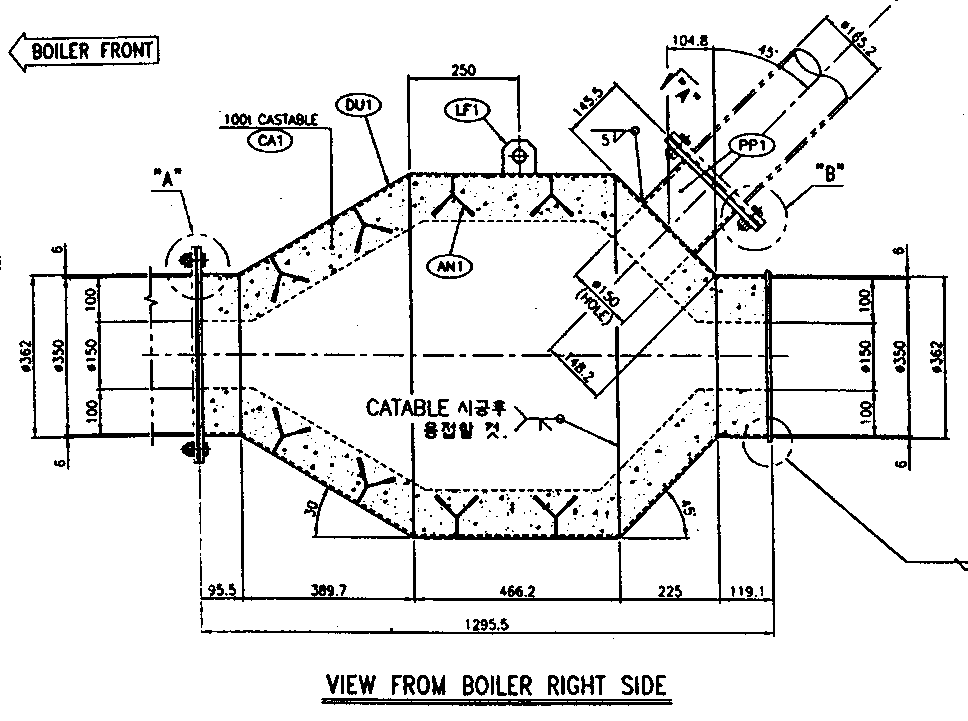 BOILER FRONT
104.8
45°
ø165.2
250
145.5
"A"
DU1
LF1
100t CASTABLE
CA1
5
PP1
"A"
"B"
AN1
6
6
100
100
ø150
(HOLE)
ø362
ø350
ø150
ø150
ø350
ø362
148.2
CATABLE 시공후
용접할 것.
100
100
6
6
30°
45°
95.5
389.7
466.2
225
119.1
1295.5
VIEW FROM BOILER RIGHT SIDE